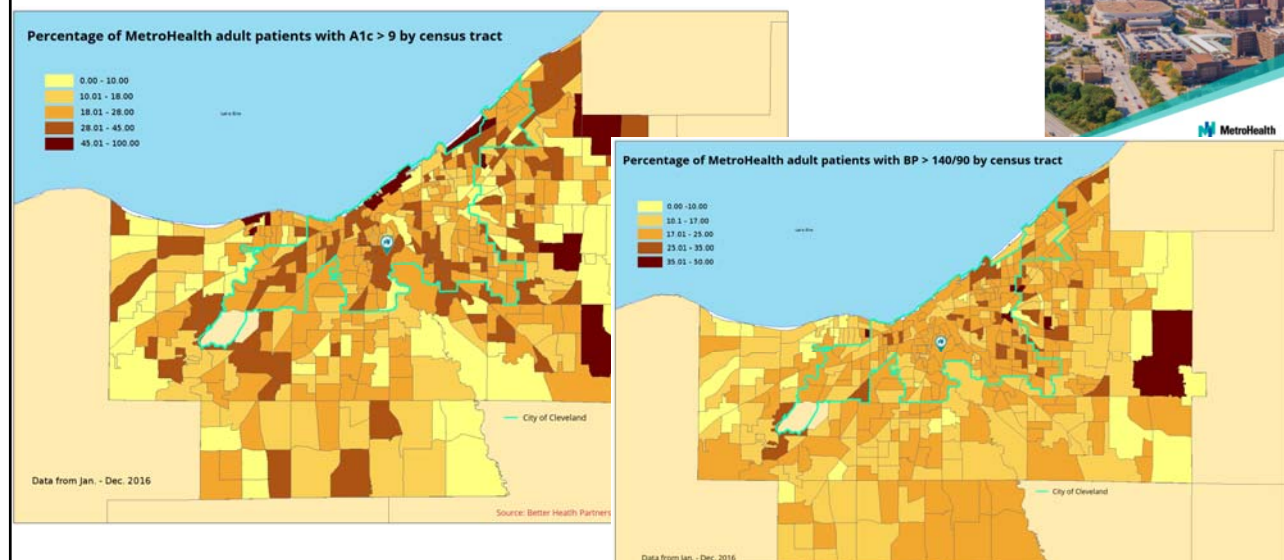 Percentage of MetroHealth adult patients with A1c > 9 by census tract
0.00 - 10.00
10.01 - 18.00
18.01 - 28.00
28.01 - 45.00
45.01 - 100.00
Lake Erie
City of Cleveland
Data from Jan. - Dec. 2016
Source: Better Health Partners
MetroHealth
Percentage of MetroHealth adult patients with BP > 140/90 by census tract
0.00 -10.00
10.1 - 17.00
17.01 - 25.00
25.01 - 35.00
35.01 - 50.00
Lake Erie
City of Cleveland
Data from Jan. - Dec. 2016